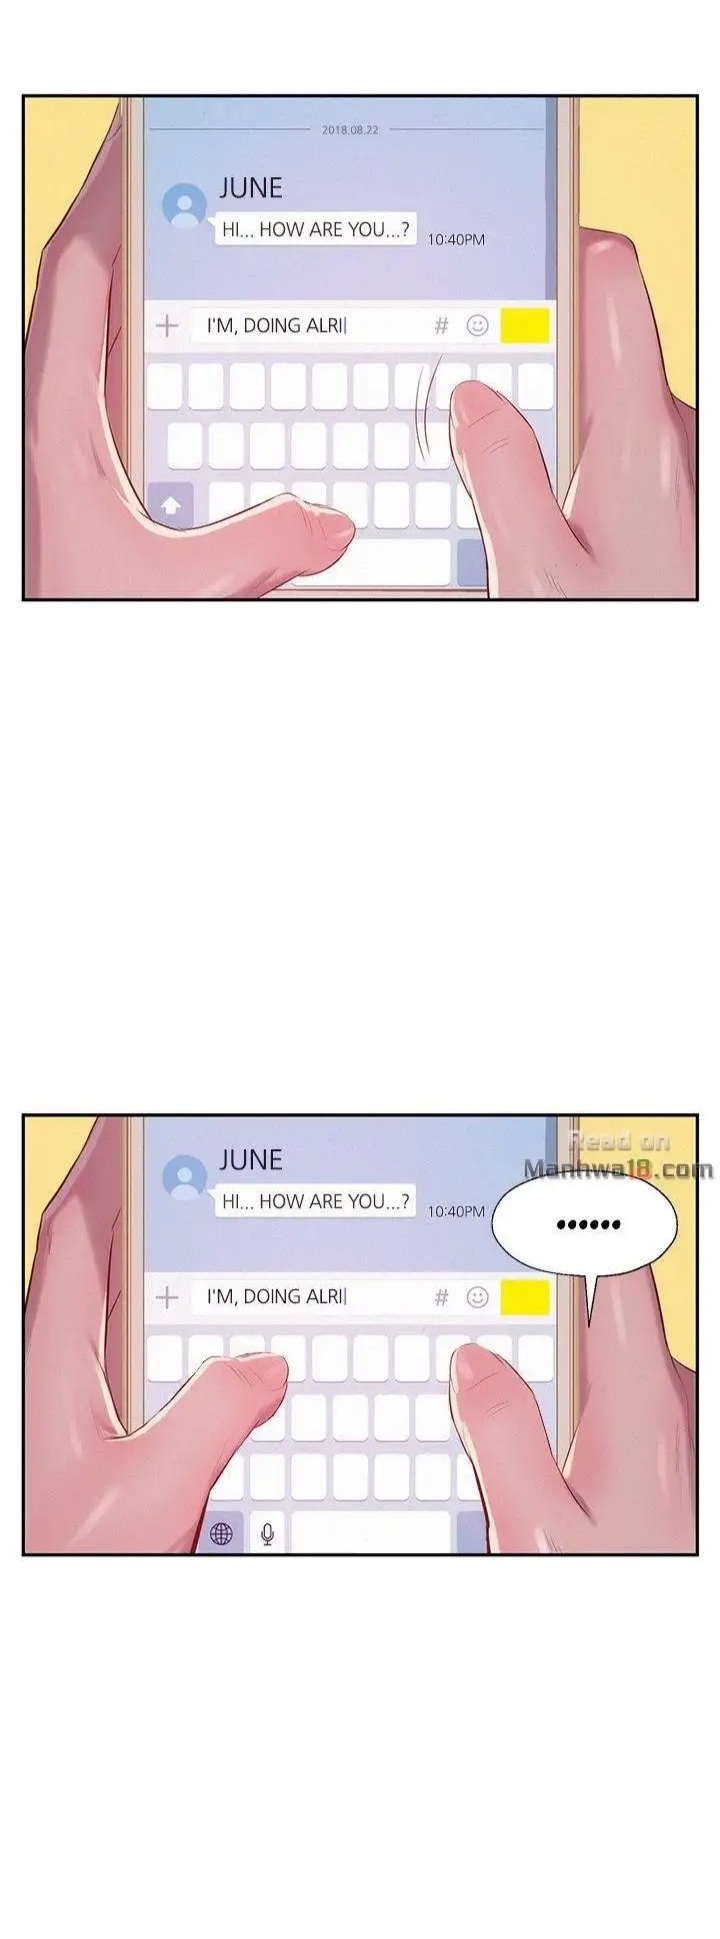 2018.08.22
JUNE
HI... HOW ARE YOU...?
10:40PM
I'M, DOING ALRI
#
JUNE
Read on
Manhwa18.com
HI... HOW ARE YOU...?
10:40PM
••••••
I'M, DOING ALRI
#